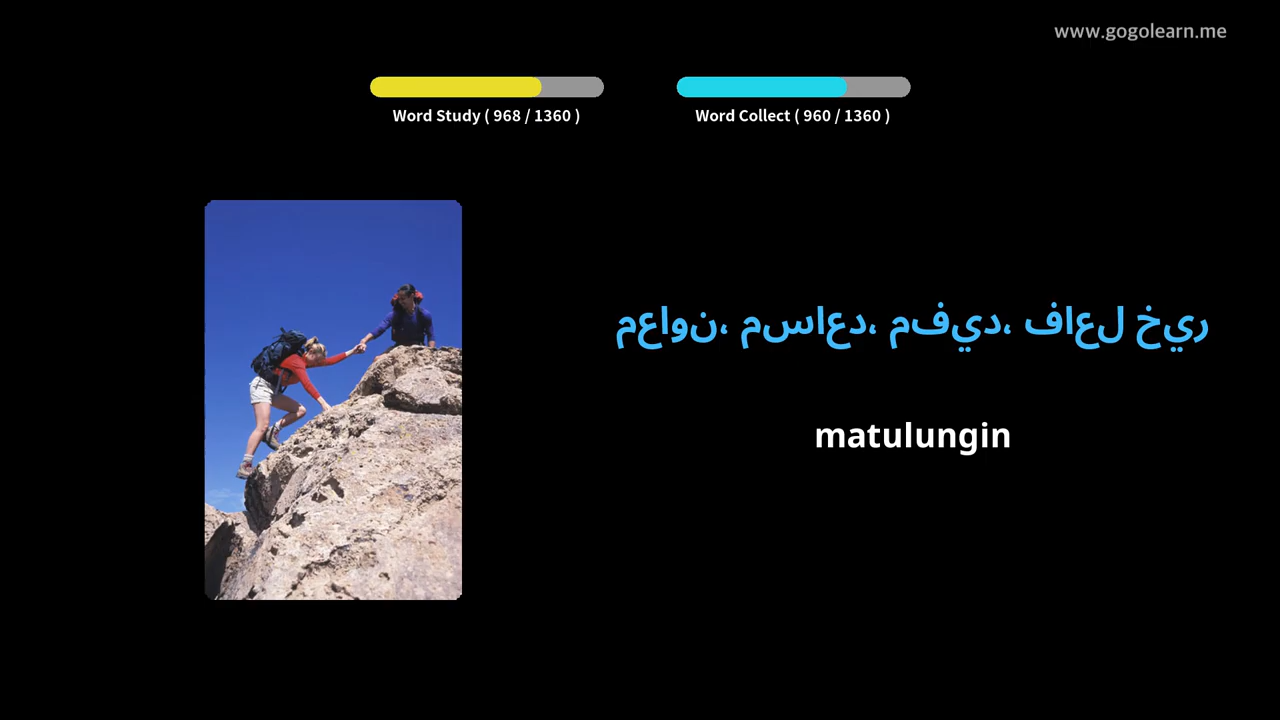 www.gogolearn.me
Word Study ( 968 / 1360 )
Word Collect ( 960 / 1360 )
معاون، مساعد، مفيد، فاعل خير
matulungin